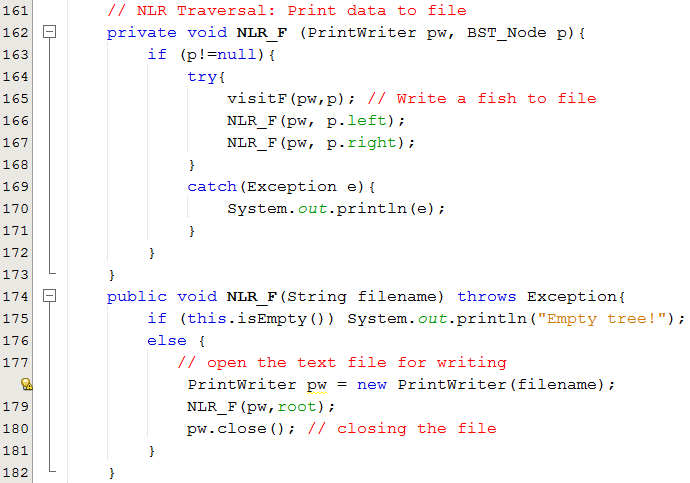 161 // NLR Traversal: Print data to file
162 private void NLR_F (PrintWriter pw, BST_Node p){
163 if (p!=null){
164 try{
165 visitF(pw,p); // Write a fish to file
166 NLR_F(pw, p.left);
167 NLR_F(pw, p.right);
168 }
169 catch(Exception e){
170 System.out.println(e);
171 }
172 }
173 }
174 public void NLR_F(String filename) throws Exception{
175 if (this.isEmpty()) System.out.println("Empty tree!");
176 else {
177 // open the text file for writing
PrintWriter pw = new PrintWriter(filename);
179 NLR_F(pw,root);
180 pw.close(); // closing the file
181 }
182 }